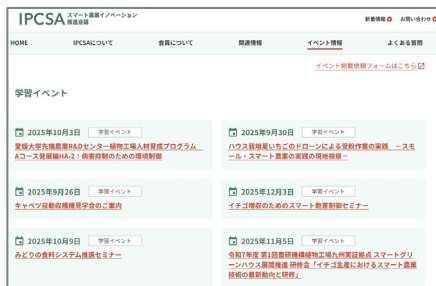 IPCSA スマート農業イノベーション
推進会議
新着情報 お問い合わせ
HOME IPCSAについて 会員について 関連情報 イベント情報 よくある質問
イベント掲載依頼フォームはこちら
学習イベント
2025年10月3日 学習イベント
愛媛大学先端農業R&Dセンター植物工場人材育成プログラム
Aコース発展編HA-2：病害抑制のための環境制御
2025年9月30日 学習イベント
ハウス栽培夏いちごのドローンによる受粉作業の実践 －スモ
ール・スマート農業の実践の現地視察－
2025年9月26日 学習イベント
キャベツ自動収穫機見学会のご案内
2025年12月3日 学習イベント
イチゴ増収のためのスマート飽差制御セミナー
2025年10月9日 学習イベント
みどりの食料システム推進セミナー
2025年11月5日 学習イベント
令和7年度 第1回農研機構植物工場九州実証拠点 スマートグリ
ーンハウス展開推進 研修会「イチゴ生産におけるスマート農業
技術の最新動向と研修」